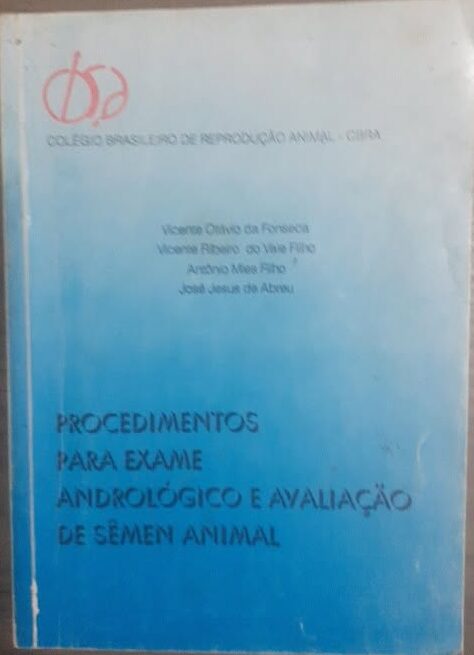 COLÉGIO BRASILEIRO DE REPRODUÇÃO ANIMAL - CBRA
Vicente Otávio da Fonseca
Vicente Ribeiro do Vale Filho
Antônio Mies Filho
José Jesus de Abreu
PROCEDIMENTOS
PARA EXAME
ANDROLÓGICO E AVALIAÇÃO
DE SÊMEN ANIMAL